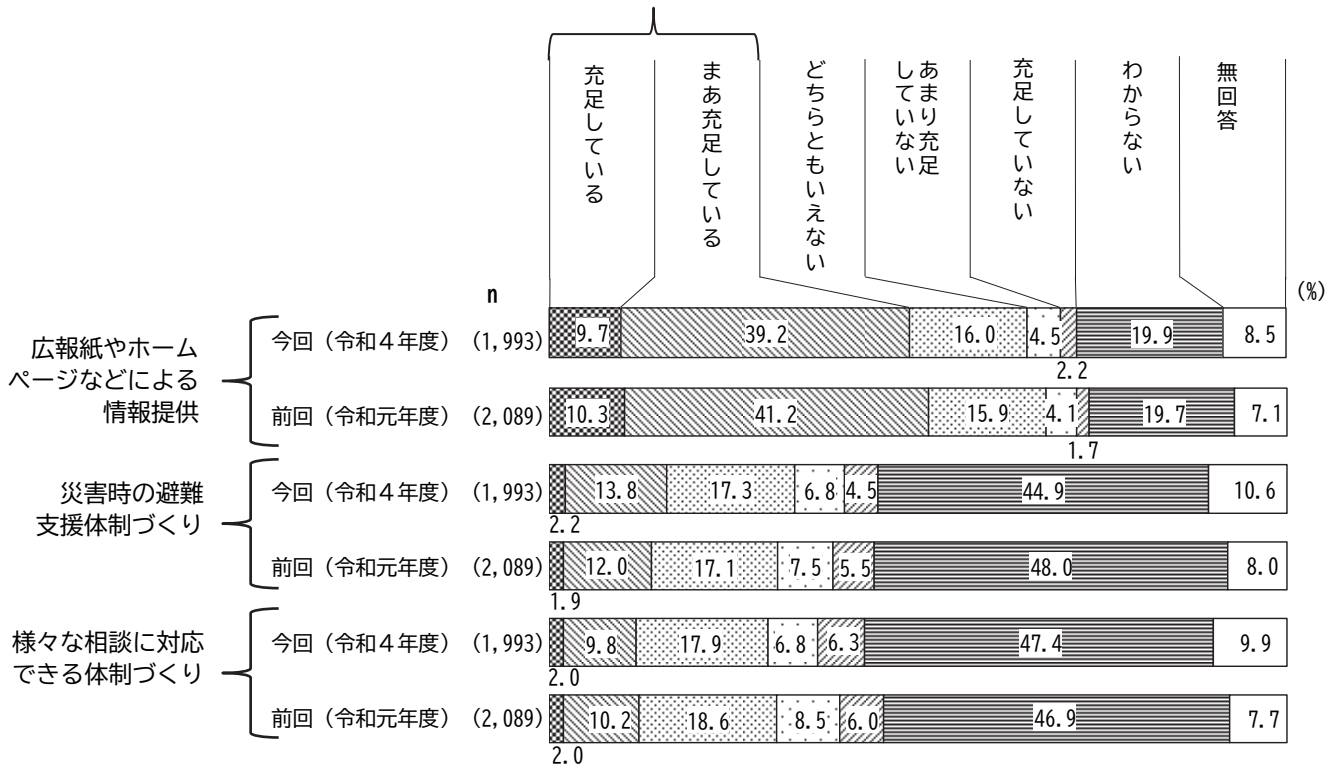 充足している
まあ充足している
どちらともいえない
あまり充足
していない
充足していない
わからない
無回答
n
(%)
広報紙やホーム
ページなどによる
情報提供
今回（令和４年度）(1,993)
9.7 39.2 16.0 4.5 19.9 8.5
2.2
前回（令和元年度）(2,089)
10.3 41.2 15.9 4.1 19.7 7.1
1.7
災害時の避難
支援体制づくり
今回（令和４年度）(1,993)
13.8 17.3 6.8 4.5 44.9 10.6
2.2
前回（令和元年度）(2,089)
12.0 17.1 7.5 5.5 48.0 8.0
1.9
様々な相談に対応
できる体制づくり
今回（令和４年度）(1,993)
9.8 17.9 6.8 6.3 47.4 9.9
2.0
前回（令和元年度）(2,089)
10.2 18.6 8.5 6.0 46.9 7.7
2.0